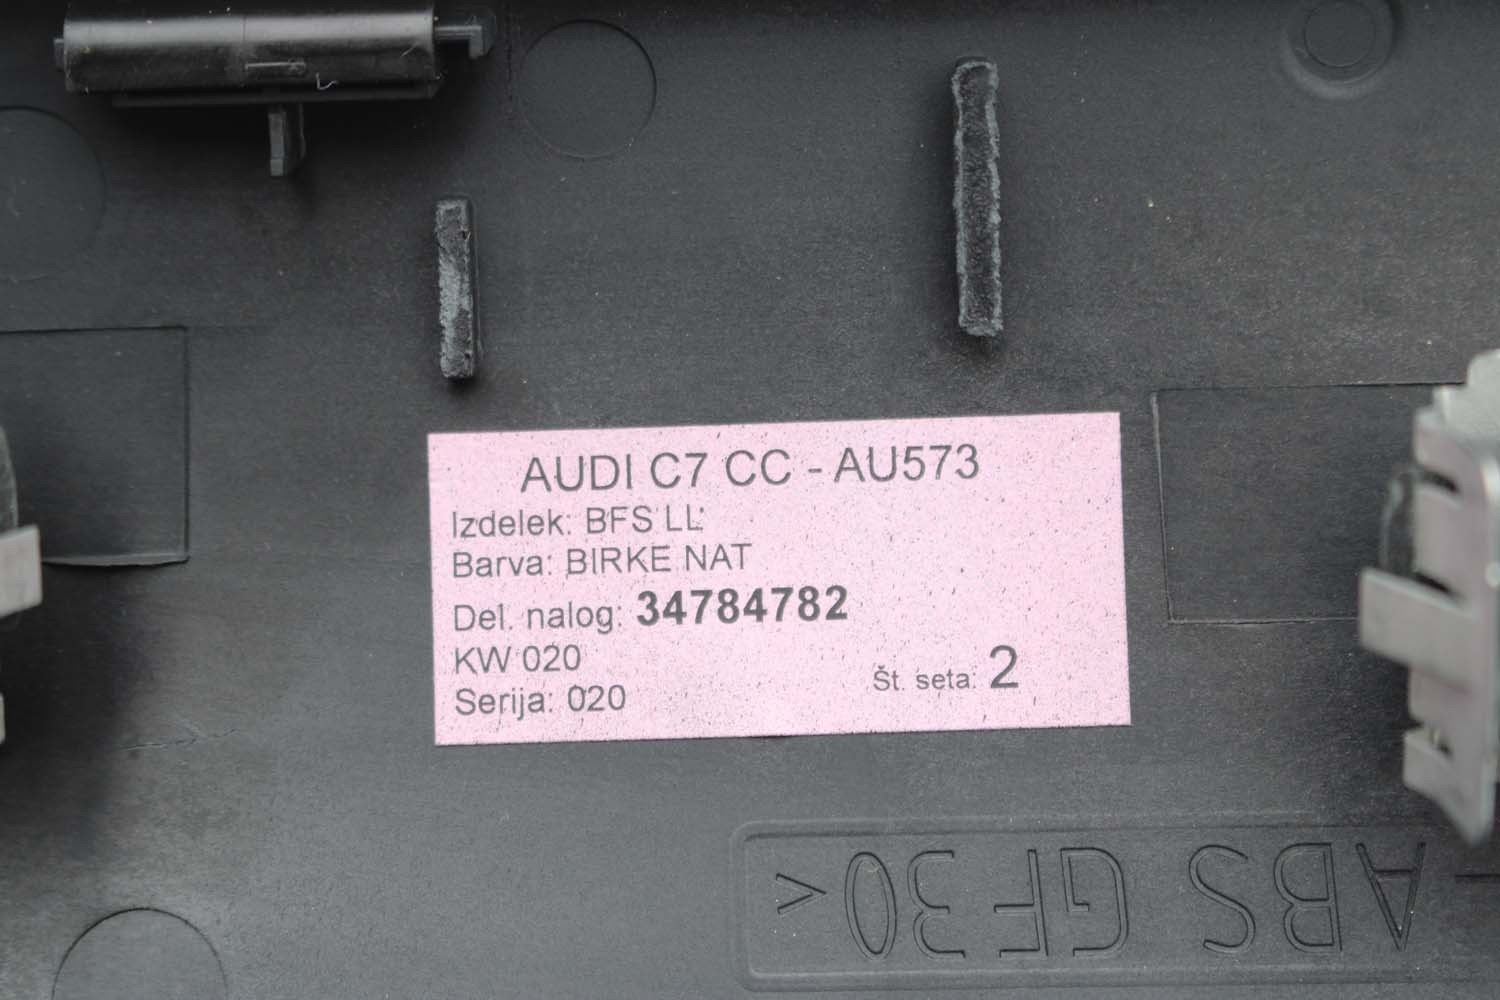 AUDI C7 CC - AU573
Izdelek: BFS LL
Barva: BIRKE NAT
Del. nalog: 34784782
KW 020
Serija: 020
Št. seta: 2
ABS GF30<